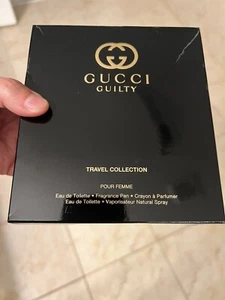 GUCCI
GUILTY
TRAVEL COLLECTION
POUR FEMME
Eau de Toilette • Fragrance Pen • Crayon à Parfumer
Eau de Toilette • Vaporisateur Natural Spray